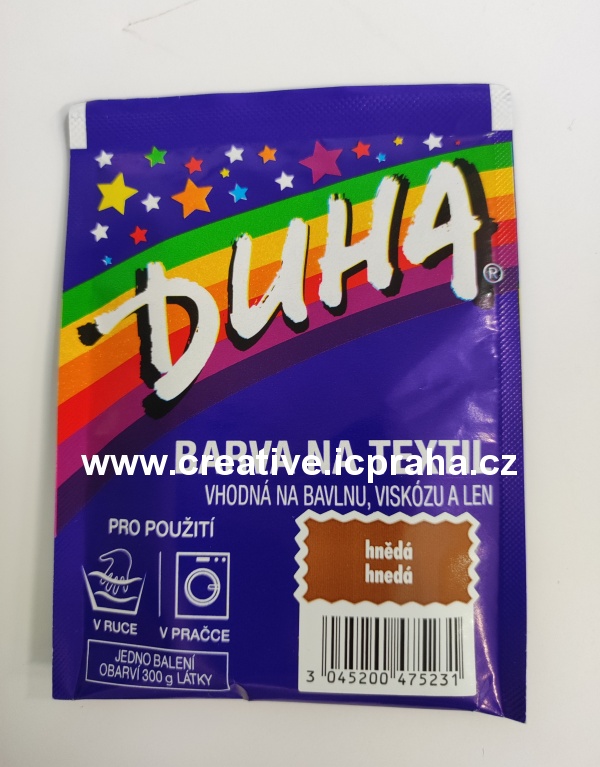 DUHA
®
BARVA NA TEXTIL
www.creative.icpraha.cz
VHODNÁ NA BAVLNU, VISKÓZU A LEN
PRO POUŽITÍ
V RUCE
V PRAČCE
JEDNO BALENÍ
OBARVÍ 300 g LÁTKY
hnědá
hnedá
3 045200 475231